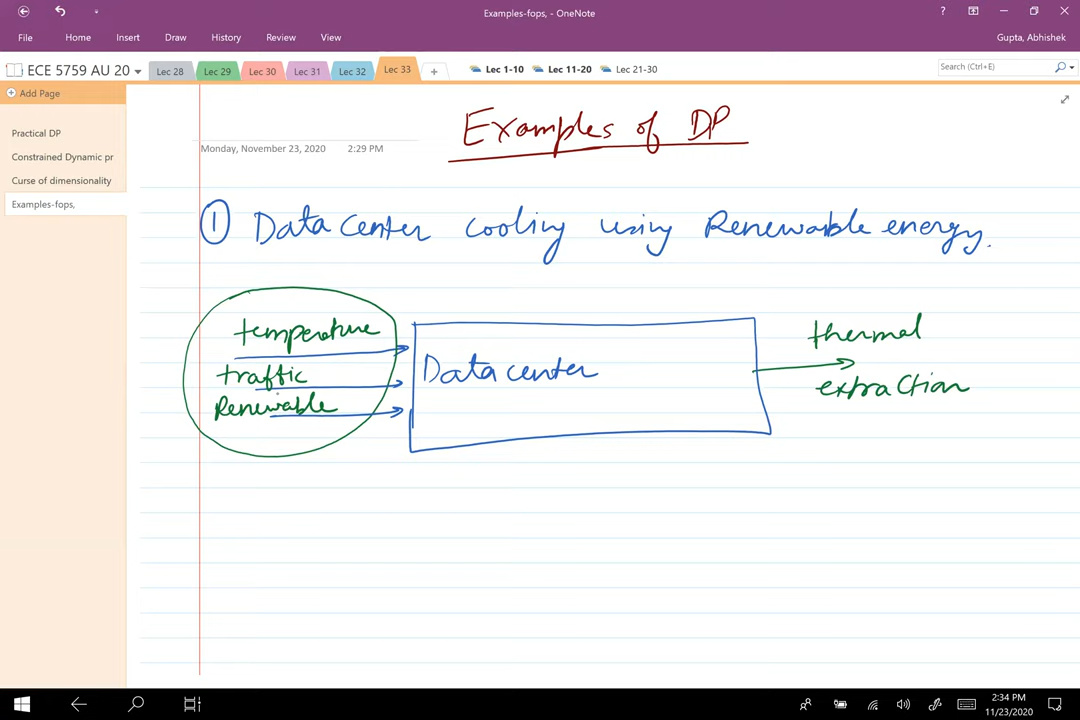 Examples-fops, - OneNote
?
File Home Insert Draw History Review View
Gupta, Abhishek
ECE 5759 AU 20
Lec 28
Lec 29
Lec 30
Lec 31
Lec 32
Lec 33
+
Lec 1-10
Lec 11-20
Lec 21-30
Search (Ctrl+E)
Add Page
Practical DP
Constrained Dynamic pr
Curse of dimensionality
Examples-fops,
Examples of DP
Monday, November 23, 2020 2:29 PM
1 Data center cooling using Renewable energy.
temperature
traffic
Renewable
Data center
thermal
extraction
2:34 PM
11/23/2020